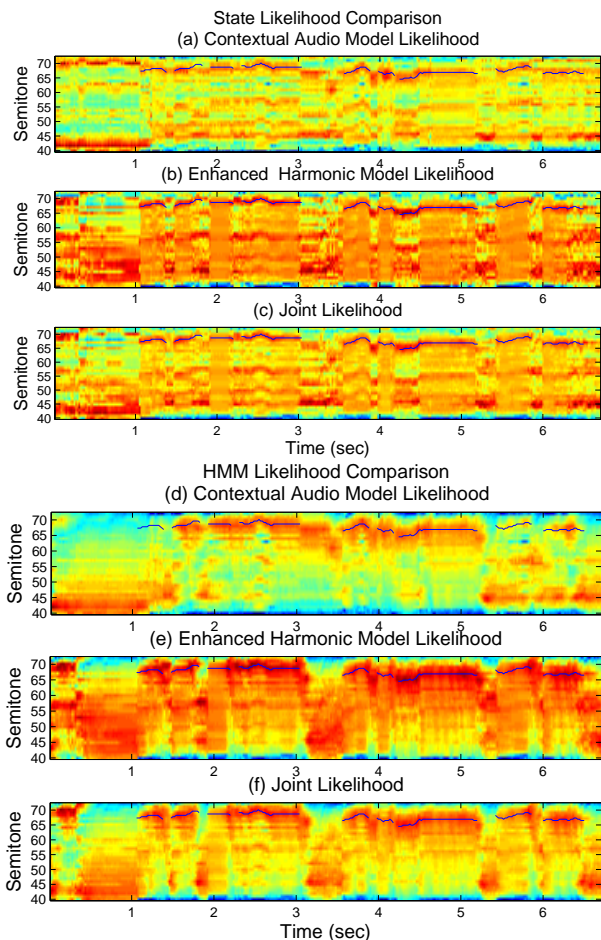 State Likelihood Comparison
(a) Contextual Audio Model Likelihood
Semitone
70
65
60
55
50
45
40
1 2 3 4 5 6
(b) Enhanced Harmonic Model Likelihood
Semitone
70
65
60
55
50
45
40
1 2 3 4 5 6
(c) Joint Likelihood
Semitone
70
65
60
55
50
45
40
1 2 3 4 5 6
Time (sec)
HMM Likelihood Comparison
(d) Contextual Audio Model Likelihood
Semitone
70
65
60
55
50
45
40
1 2 3 4 5 6
(e) Enhanced Harmonic Model Likelihood
Semitone
70
65
60
55
50
45
40
1 2 3 4 5 6
(f) Joint Likelihood
Semitone
70
65
60
55
50
45
40
1 2 3 4 5 6
Time (sec)